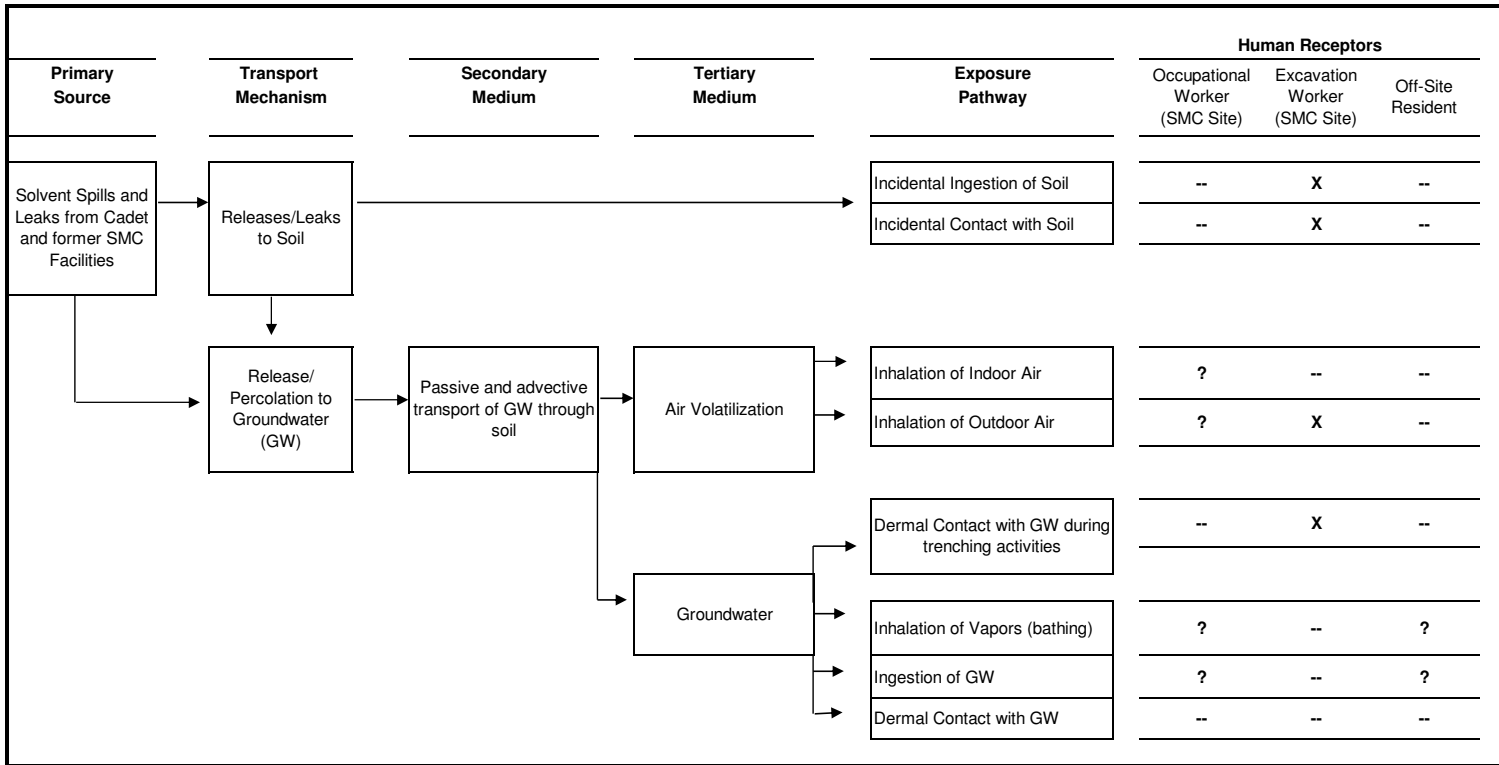 Human Receptors
Primary
Source
Transport
Mechanism
Secondary
Medium
Tertiary
Medium
Exposure
Pathway
Occupational
Worker
(SMC Site)
Excavation
Worker
(SMC Site)
Off-Site
Resident
Solvent Spills and
Leaks from Cadet
and former SMC
Facilities
Releases/Leaks
to Soil
Incidental Ingestion of Soil
-- X --
Incidental Contact with Soil
-- X --
Release/
Percolation to
Groundwater
(GW)
Passive and advective
transport of GW through
soil
Air Volatilization
Inhalation of Indoor Air
? -- --
Inhalation of Outdoor Air
? X --
Dermal Contact with GW during
trenching activities
-- X --
Groundwater
Inhalation of Vapors (bathing)
? -- ?
Ingestion of GW
? -- ?
Dermal Contact with GW
-- -- --